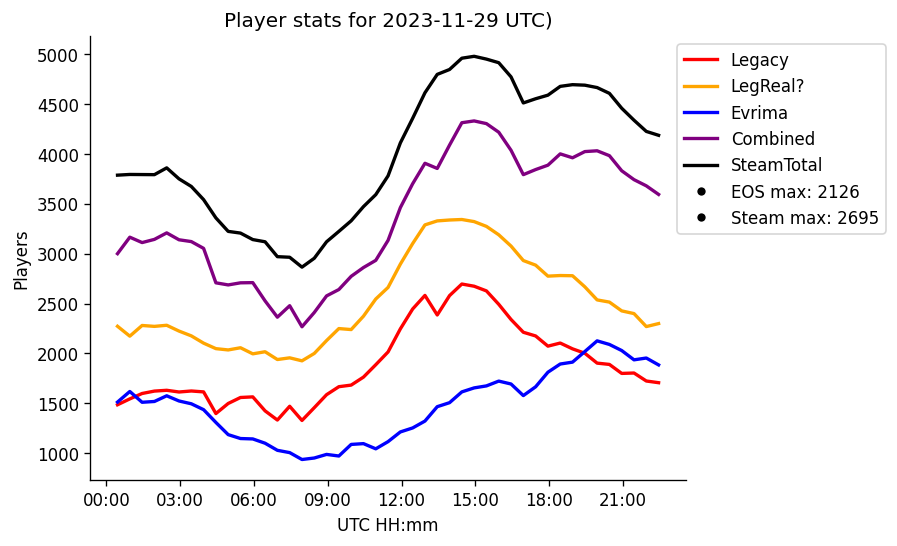 Player stats for 2023-11-29 UTC)
5000
4500
4000
3500
3000
2500
2000
1500
1000
Players
00:00
03:00
06:00
09:00
12:00
15:00
18:00
21:00
UTC HH:mm
Legacy
LegReal?
Evrima
Combined
SteamTotal
EOS max: 2126
Steam max: 2695